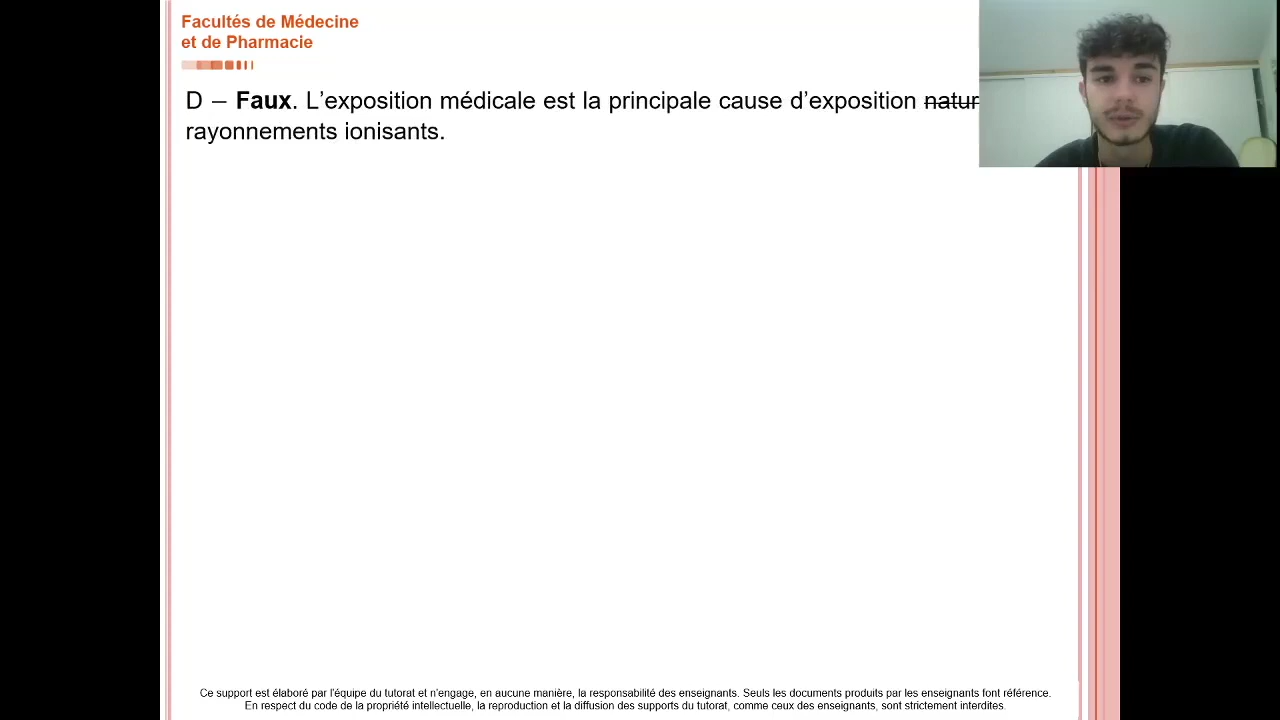 Facultés de Médecine
et de Pharmacie
D – Faux. L’exposition médicale est la principale cause d’exposition
rayonnements ionisants.
Ce support est élaboré par l’équipe du tutorat et n’engage, en aucune manière, la responsabilité des enseignants. Seuls les documents produits par les enseignants font référence.
En respect du code de la propriété intellectuelle, la reproduction et la diffusion des supports du tutorat, comme ceux des enseignants, sont strictement interdites.